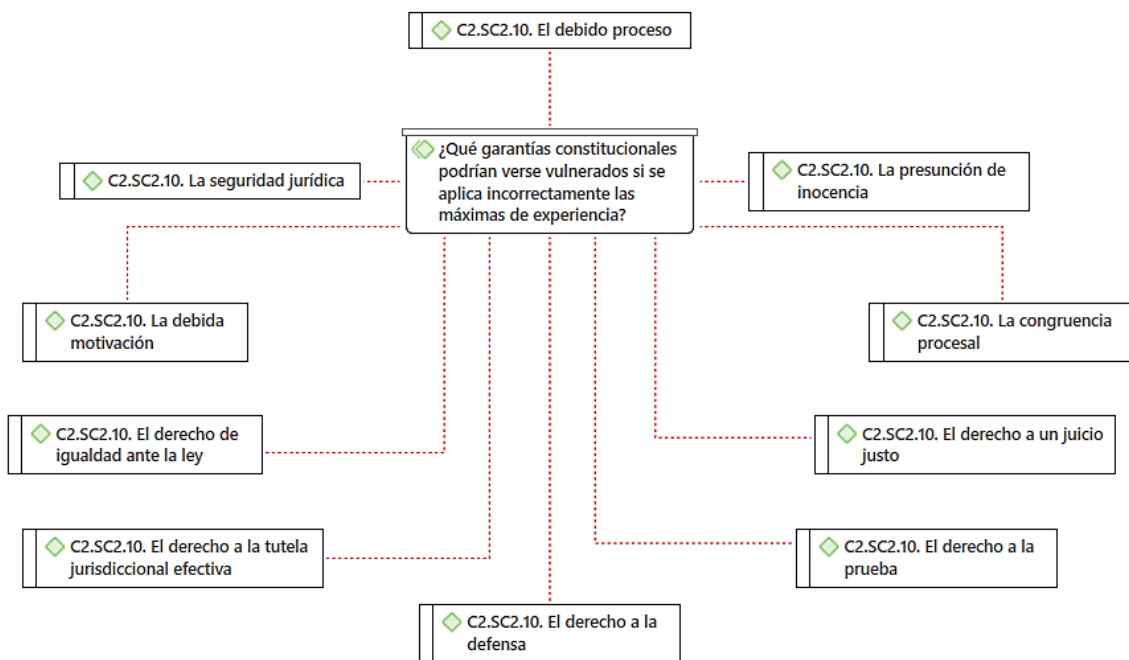 C2.SC2.10. El debido proceso
¿Qué garantías constitucionales
podrían verse vulnerados si se
aplica incorrectamente las
máximas de experiencia?
C2.SC2.10. La seguridad jurídica
C2.SC2.10. La presunción de
inocencia
C2.SC2.10. La debida
motivación
C2.SC2.10. La congruencia
procesal
C2.SC2.10. El derecho de
igualdad ante la ley
C2.SC2.10. El derecho a un juicio
justo
C2.SC2.10. El derecho a la tutela
jurisdiccional efectiva
C2.SC2.10. El derecho a la
prueba
C2.SC2.10. El derecho a la
defensa